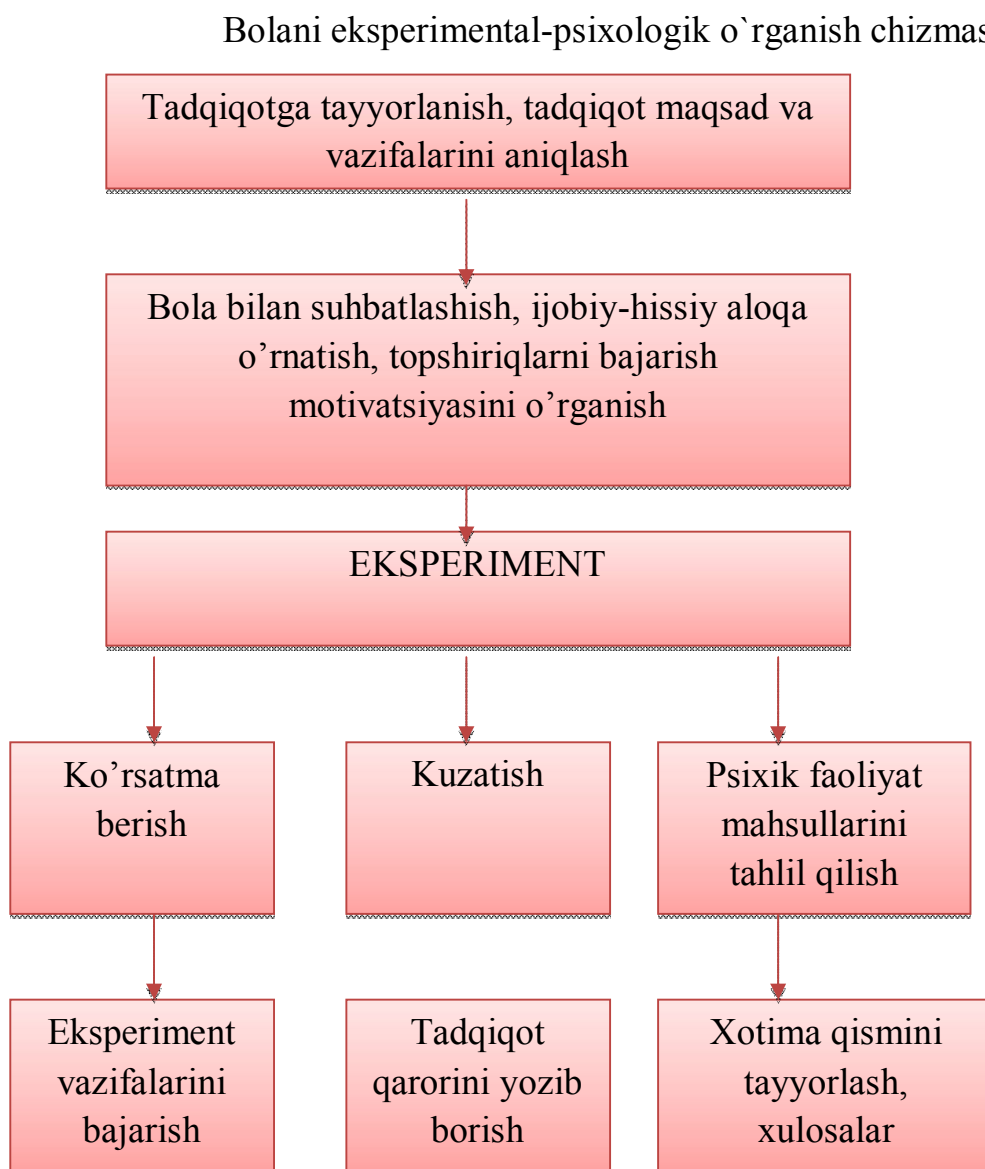 Bolani eksperimental-psixologik o`rganish chizmas
Tadqiqotga tayyorlanish, tadqiqot maqsad va
vazifalarini aniqlash
Bola bilan suhbatlashish, ijobiy-hissiy aloqa
o’rnatish, topshiriqlarni bajarish
motivatsiyasini o’rganish
EKSPERIMENT
Ko’rsatma
berish
Kuzatish
Psixik faoliyat
mahsullarini
tahlil qilish
Eksperiment
vazifalarini
bajarish
Tadqiqot
qarorini yozib
borish
Xotima qismini
tayyorlash,
xulosalar